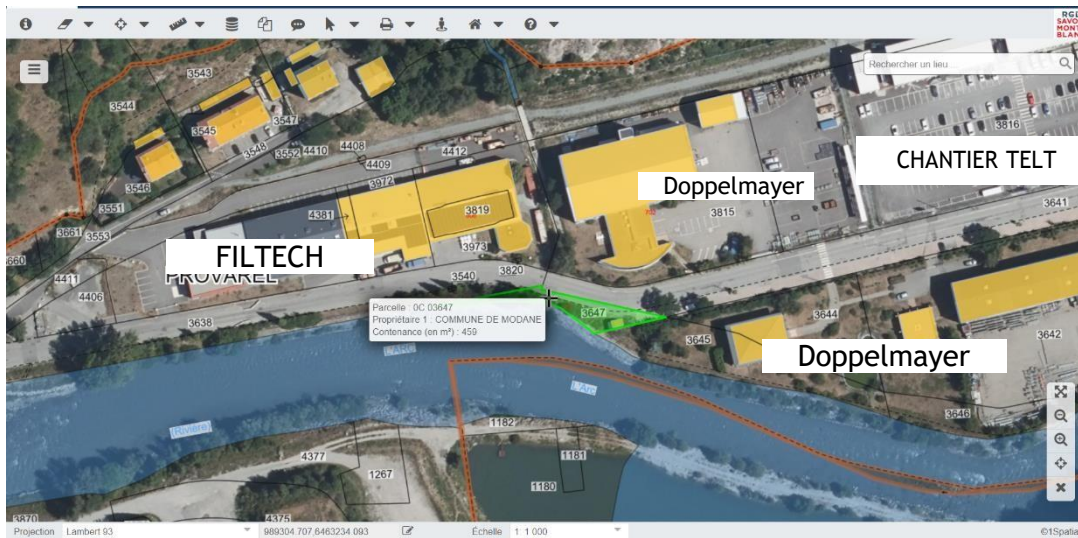 RGD
SAVOIE
MONT
BLANC
Rechercher un lieu...
3543
3544
3545
3547
3548
3552
4410
4408
4409
4412
3972
3546
3551
3661
3553
3660
4381
3819
3816
CHANTIER TELT
Doppelmayer
3815
3641
FILTECH
PROVAREL
3973
4411
4406
3540
3820
3638
Parcelle : 0C 03647
Propriétaire 1 : COMMUNE DE MODANE
Contenance (en m²) : 459
3647
3645
3644
3642
Doppelmayer
L'ARC
L'Arc
(Rivière)
3646
1182
4377
1267
1181
1180
3870
4375
Projection Lambert 93 989304.707,6463234.093 Échelle 1: 1 000 ©1Spatial